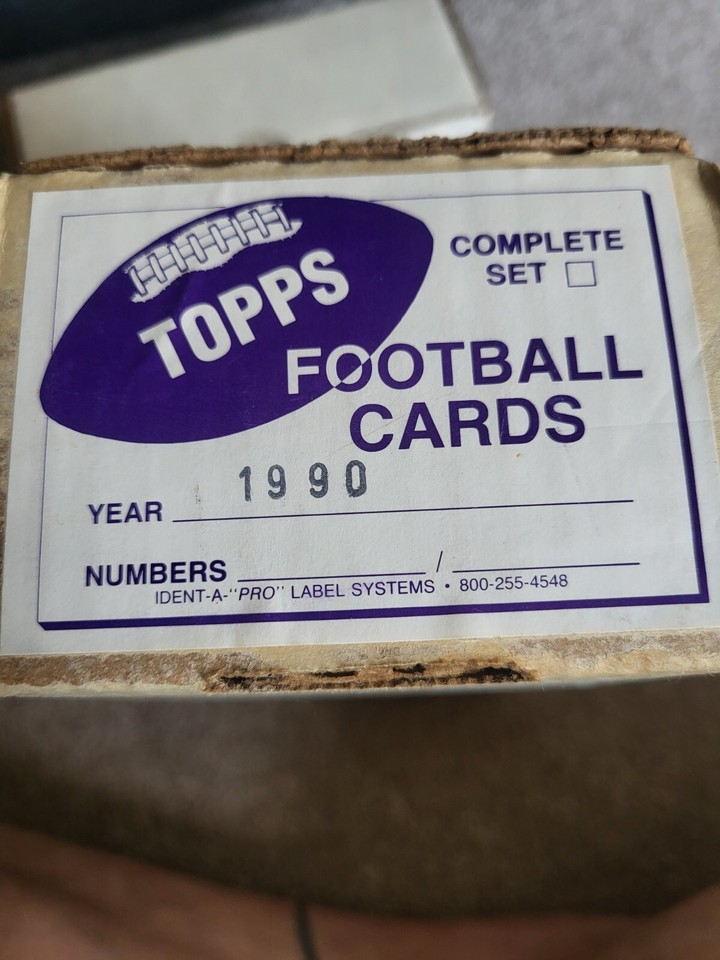 TOPPS
COMPLETE
SET
FOOTBALL
CARDS
YEAR 1990
NUMBERS /
IDENT-A-"PRO" LABEL SYSTEMS • 800-255-4548